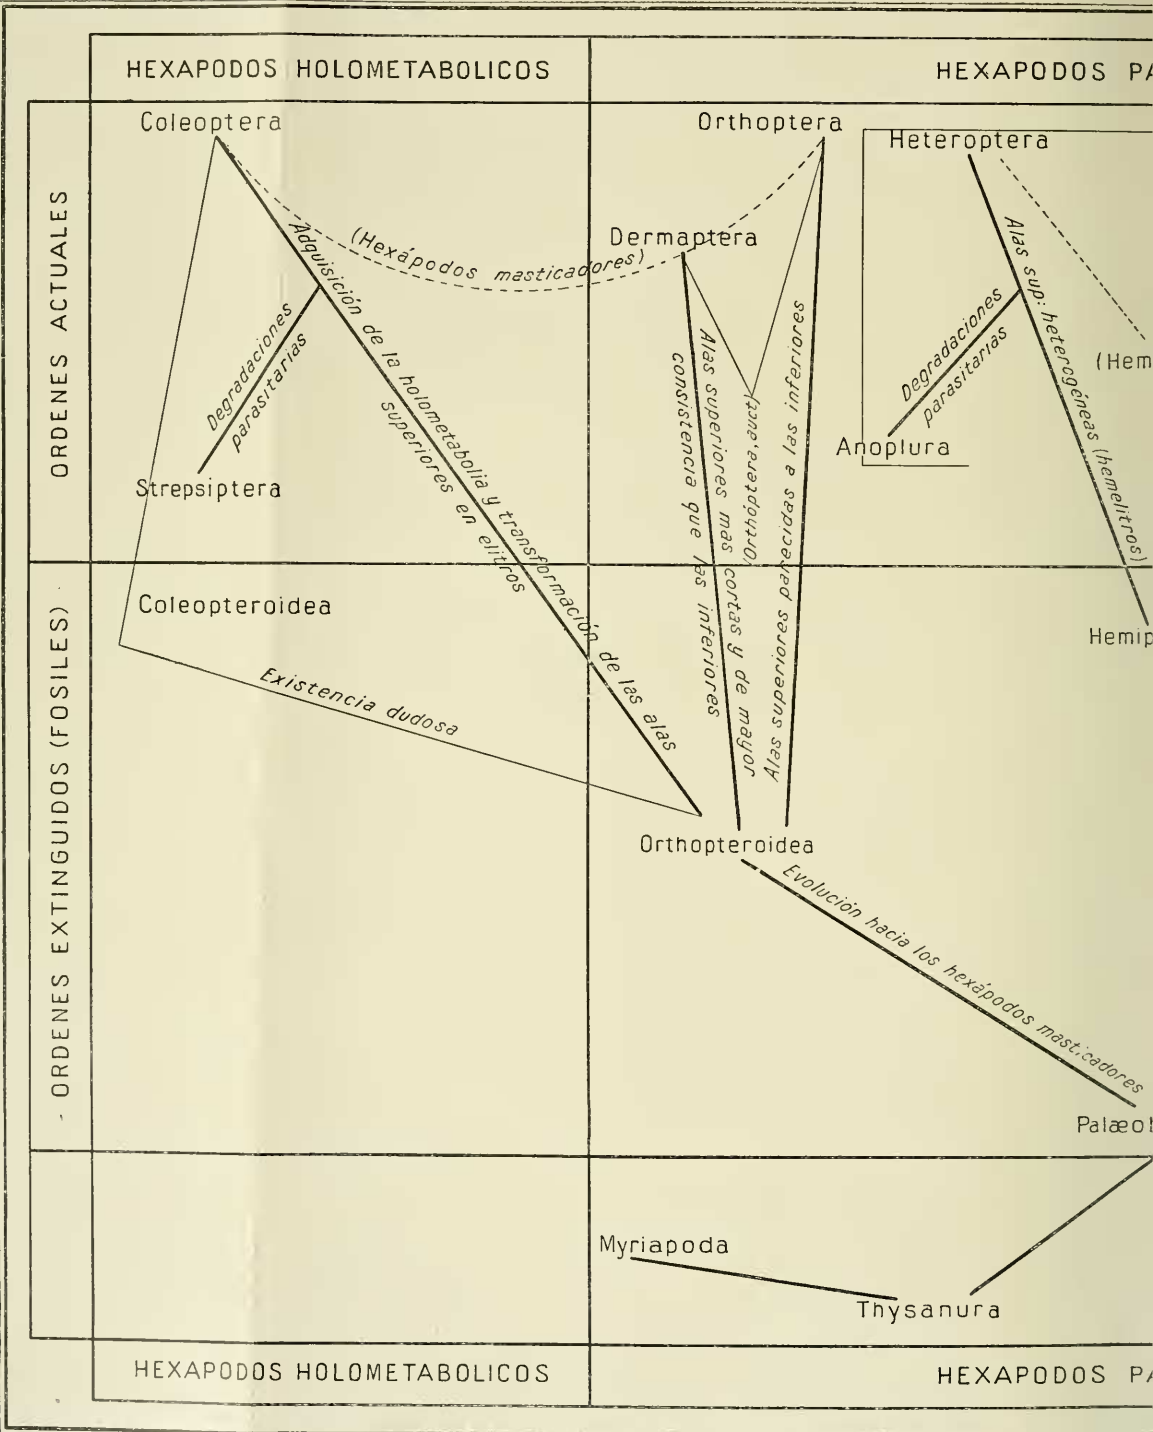 HEXAPODOS HOLOMETABOLICOS
HEXAPODOS PA
ORDENES ACTUALES
Coleoptera
Orthoptera
Heteroptera
(Hexápodos masticadores)
Dermaptera
Adquisición de la holometabolia y transformación de las alas
superiores en elitros
Degradaciones
parasitarias
Strepsiptera
Alas superiores mas cortas y de mayor
consistencia que las inferiores
(Orthóptera, auct)
Alas superiores parecidas a las inferiores
Alas sup: heterogéneas (hemelitros)
Degradaciones
parasitarias
(Hem
Anoplura
ORDENES EXTINGUIDOS (FOSILES)
Coleopteroidea
Hemip
Existencia dudosa
Orthopteroidea
Evolución hacia los hexápodos masticadores
Palæo
Myriapoda
Thysanura
HEXAPODOS HOLOMETABOLICOS
HEXAPODOS PA